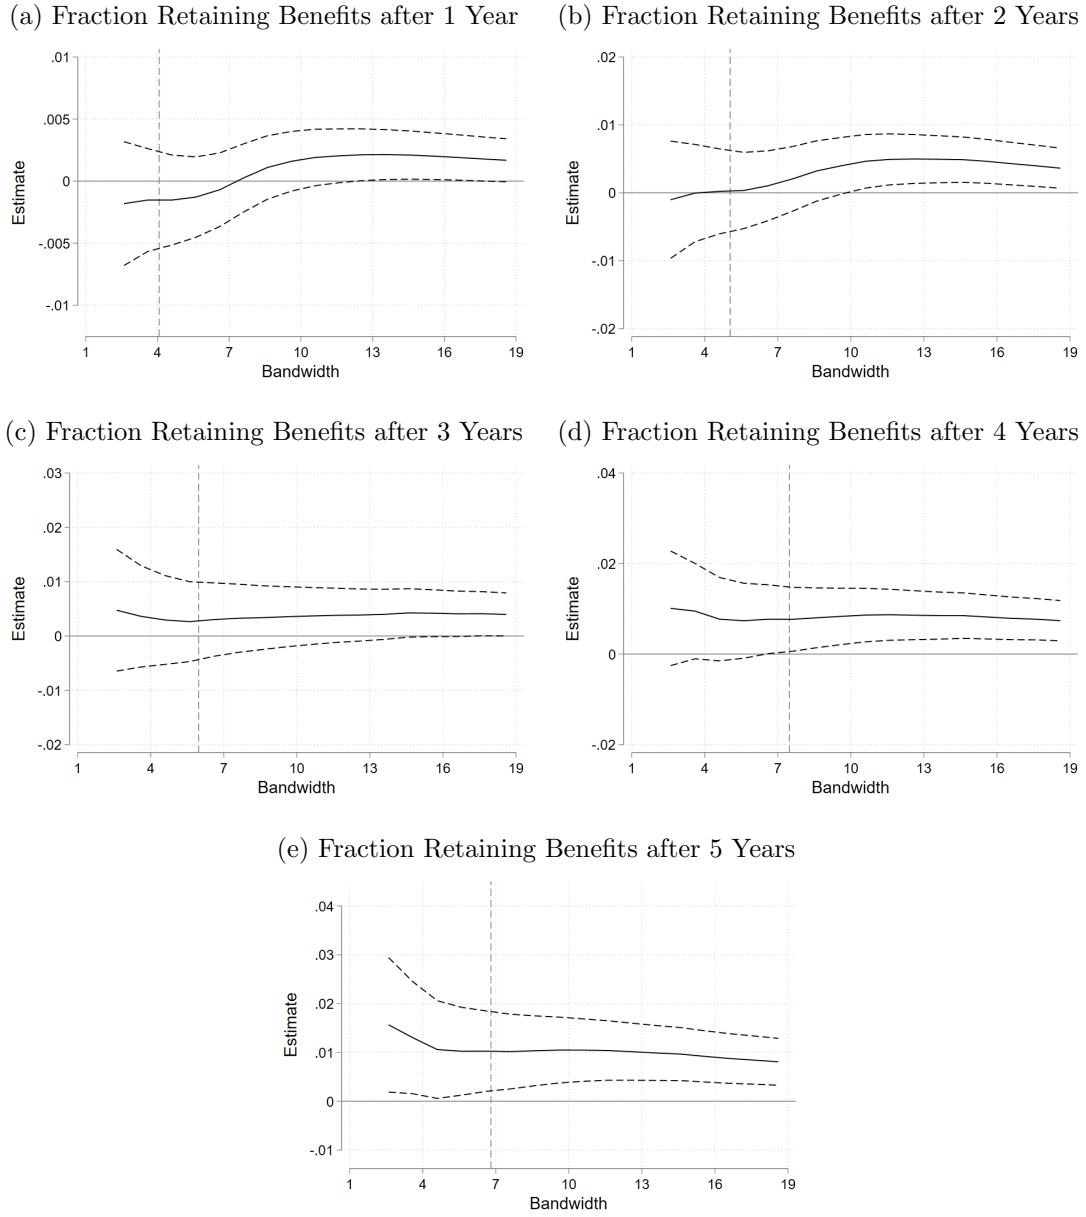 (a) Fraction Retaining Benefits after 1 Year
.01
.005
0
-.005
-.01
Estimate
1 4 7 10 13 16 19
Bandwidth
(b) Fraction Retaining Benefits after 2 Years
.02
.01
0
-.01
-.02
Estimate
1 4 7 10 13 16 19
Bandwidth
(c) Fraction Retaining Benefits after 3 Years
.03
.02
.01
0
-.01
-.02
Estimate
1 4 7 10 13 16 19
Bandwidth
(d) Fraction Retaining Benefits after 4 Years
.04
.02
0
-.02
Estimate
1 4 7 10 13 16 19
Bandwidth
(e) Fraction Retaining Benefits after 5 Years
.04
.03
.02
.01
0
-.01
Estimate
1 4 7 10 13 16 19
Bandwidth